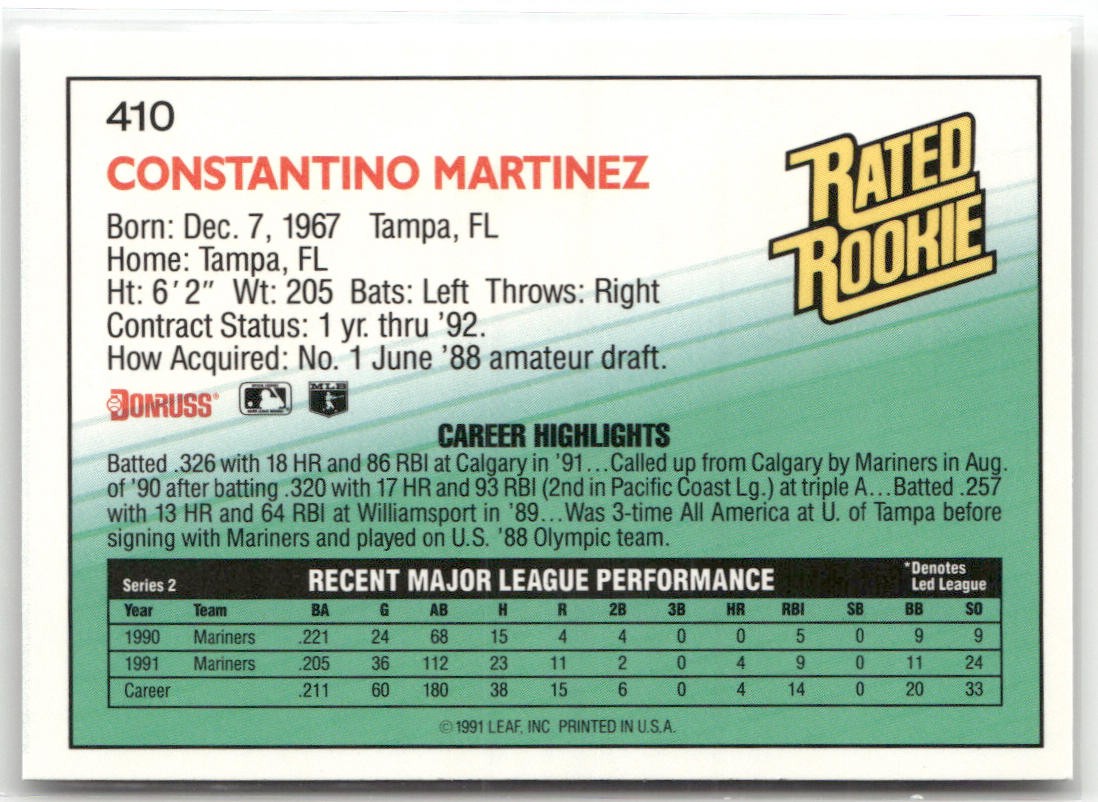 410
CONSTANTINO MARTINEZ
RATED
ROOKIE
Born: Dec. 7, 1967 Tampa, FL
Home: Tampa, FL
Ht: 6'2" Wt: 205 Bats: Left Throws: Right
Contract Status: 1 yr. thru '92.
How Acquired: No. 1 June '88 amateur draft.
DONRUSS® MLB
CAREER HIGHLIGHTS
Batted .326 with 18 HR and 86 RBI at Calgary in '91...Called up from Calgary by Mariners in Aug.
of '90 after batting .320 with 17 HR and 93 RBI (2nd in Pacific Coast Lg.) at triple A...Batted .257
with 13 HR and 64 RBI at Williamsport in '89...Was 3-time All America at U. of Tampa before
signing with Mariners and played on U.S. '88 Olympic team.
Series 2 RECENT MAJOR LEAGUE PERFORMANCE *Denotes
Led League
Year Team BA G AB H R 2B 3B HR RBI SB BB SO
1990 Mariners .221 24 68 15 4 4 0 0 5 0 9 9
1991 Mariners .205 36 112 23 11 2 0 4 9 0 11 24
Career .211 60 180 38 15 6 0 4 14 0 20 33
©1991 LEAF, INC PRINTED IN U.S.A.